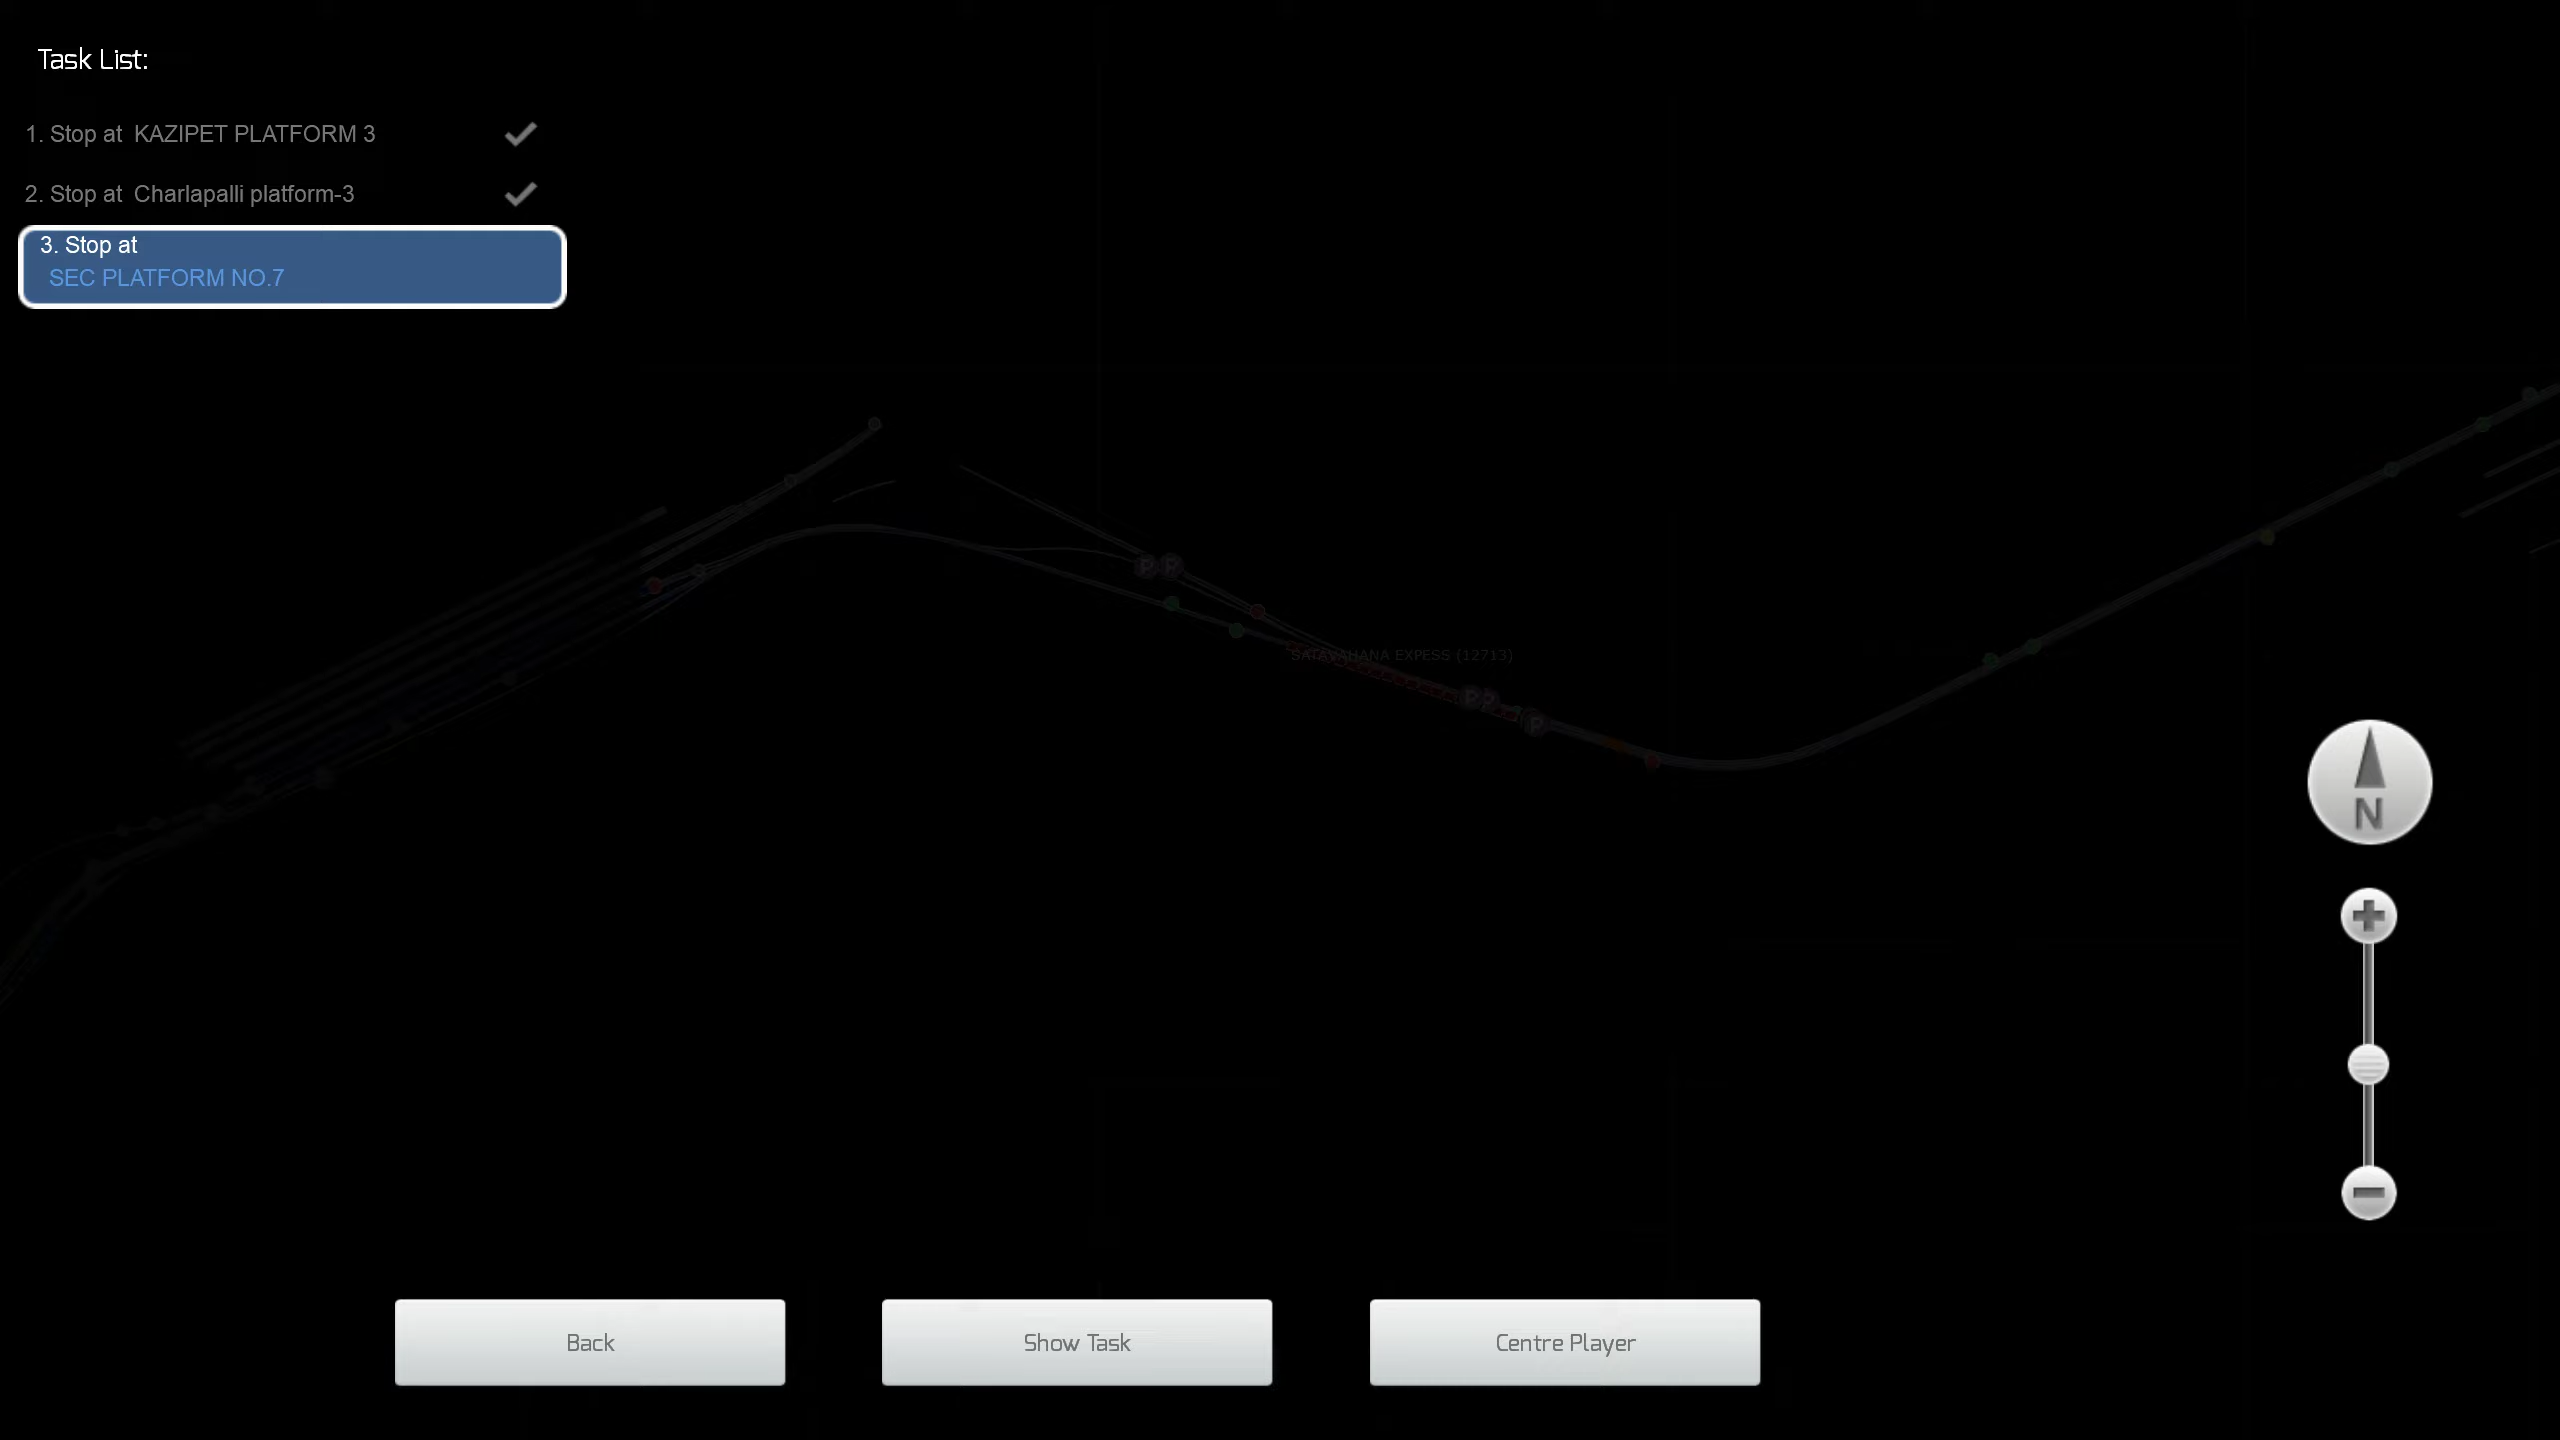 Task List:
1. Stop at KAZIPET PLATFORM 3
2. Stop at Charlapalli platform-3
3. Stop at
SEC PLATFORM NO.7
P P
SATAVAHANA EXPESS (12713)
P P
P
N
Back
Show Task
Centre Player